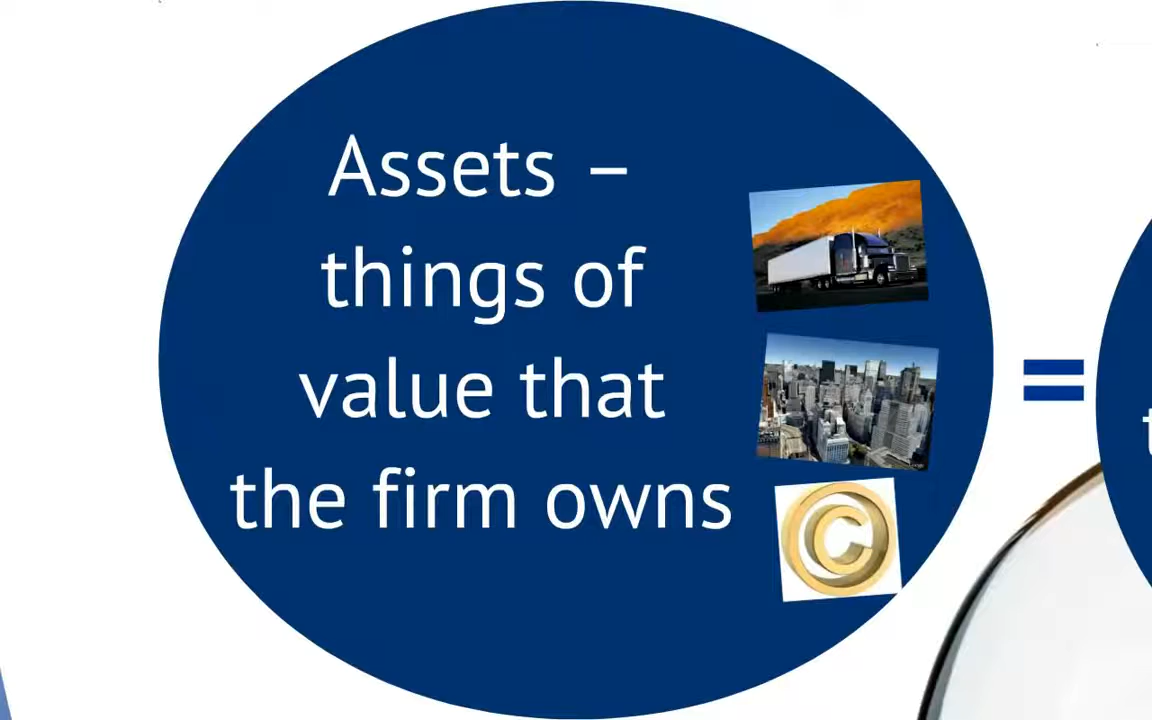 Assets –
things of
value that
the firm owns
=
©